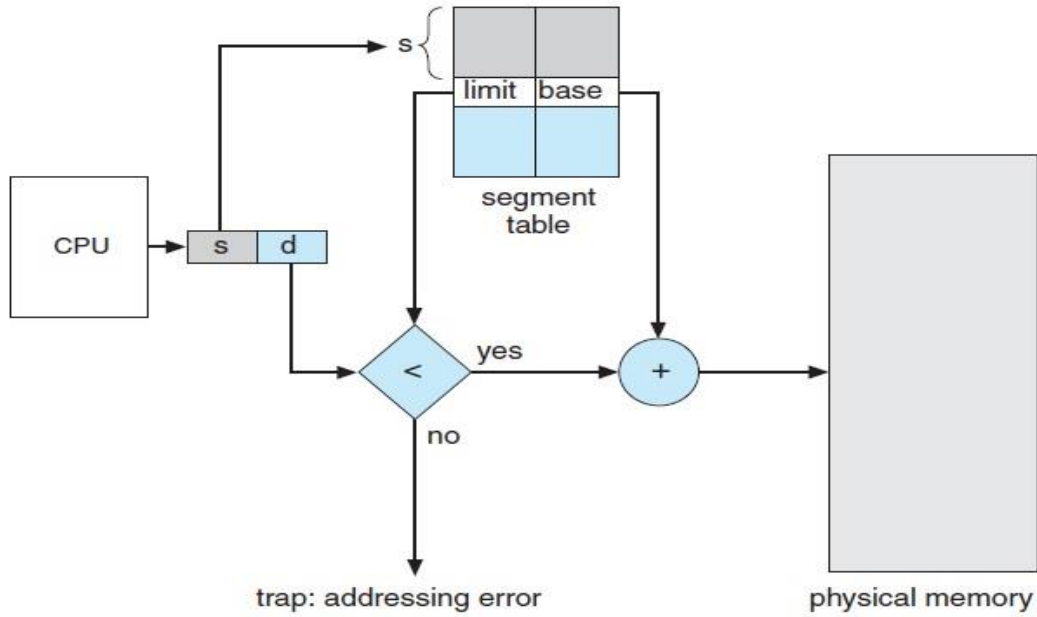 s
limit base
segment
table
CPU
s d
< yes +
no
trap: addressing error
physical memory